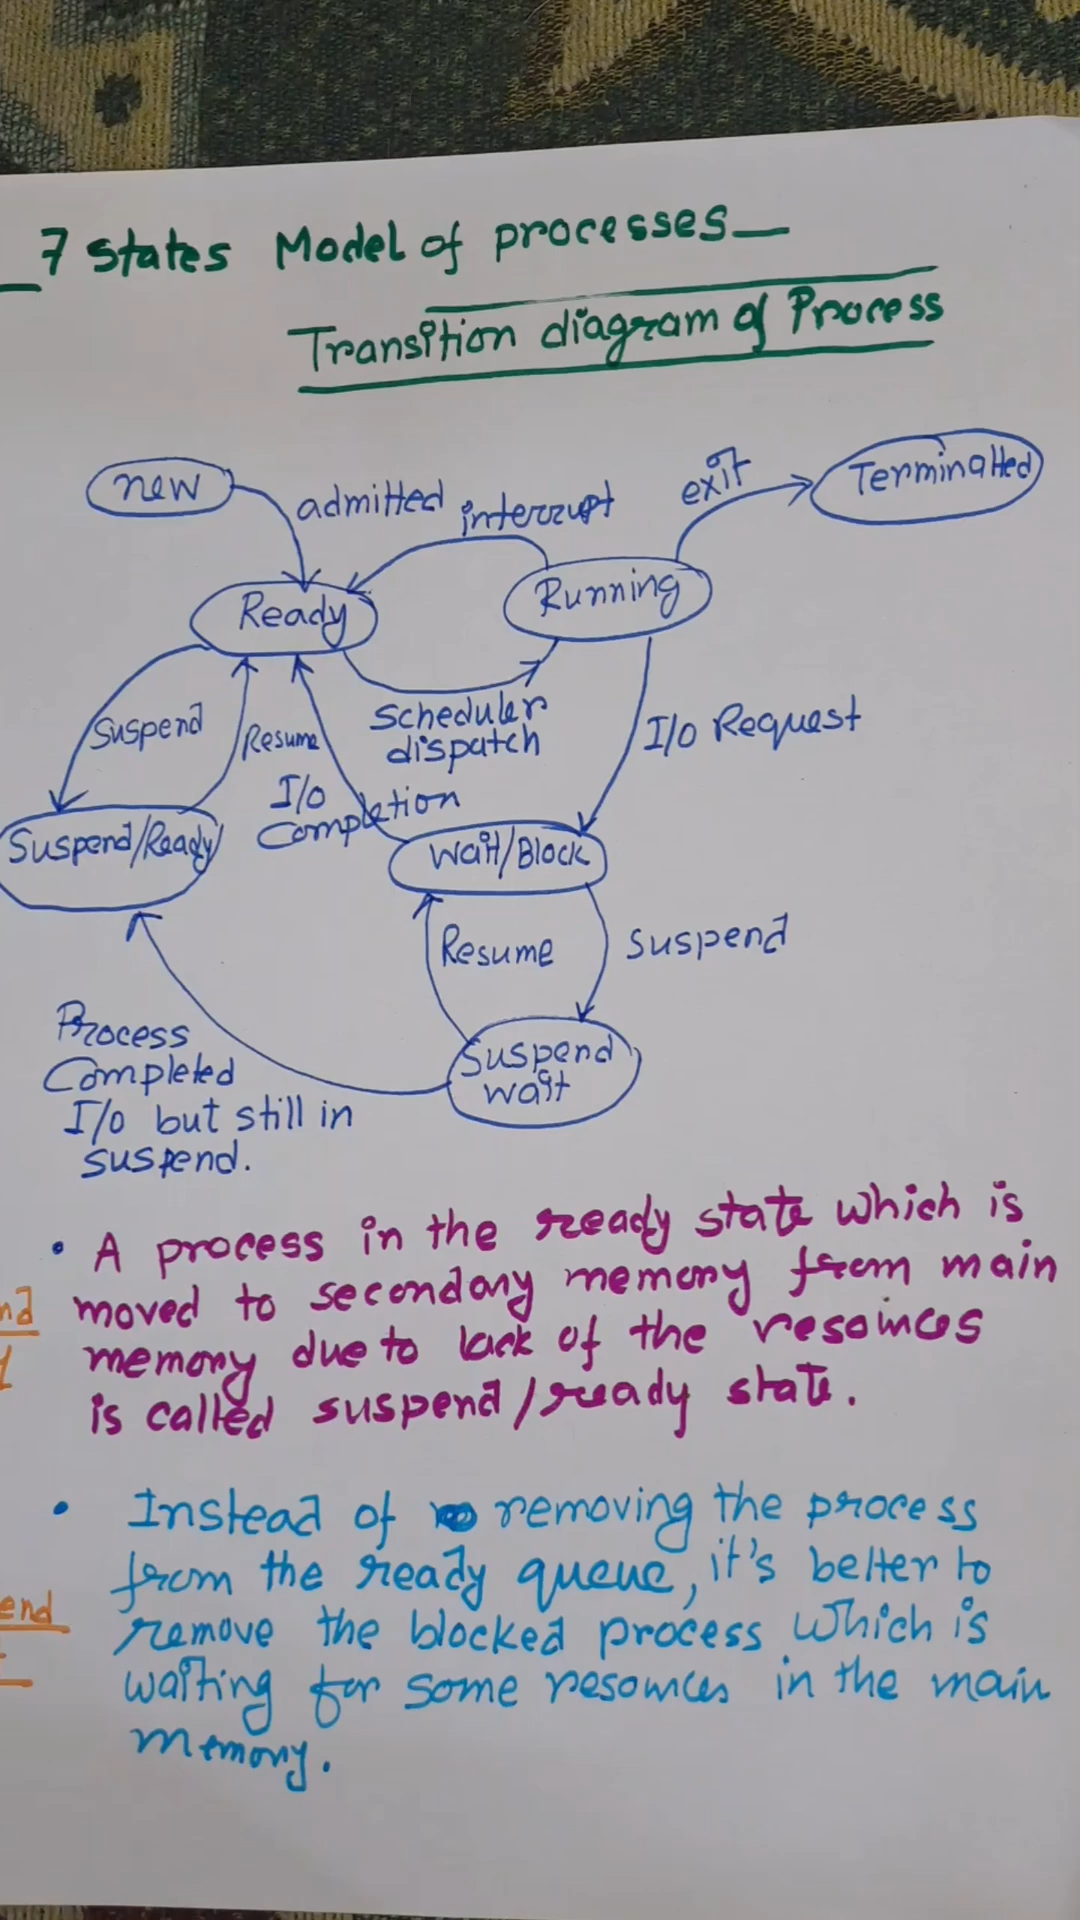 7 States Model of processes
Transition diagram of Process
new
admitted
interrupt
exit
Terminatted
Ready
Running
Suspend
Resume
Scheduler
dispatch
I/o Request
I/o
Completion
Suspend/Ready
Wait/Block
Resume
Suspend
Suspend
wait
Process
Completed
I/o but still in
suspend.
• A process in the ready state which is
moved to secondary memory from main
memory due to lack of the resources
is called suspend/ready state.
• Instead of removing the process
from the ready queue, it's better to
remove the blocked process which is
end
waiting for some resources in the main
memory.